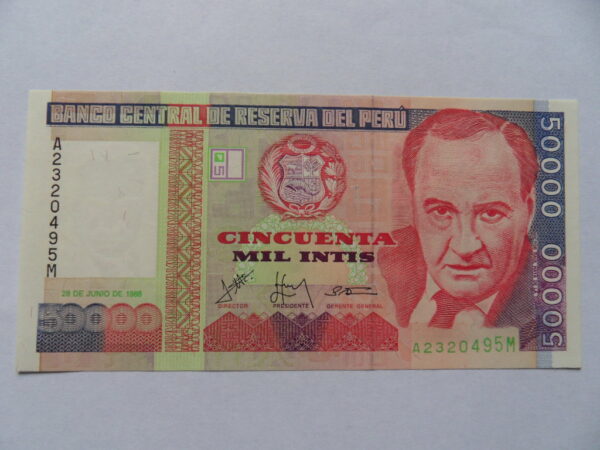 BANCO CENTRAL DE RESERVA DEL PERÚ
A2320495M
5
CINCUENTA
MIL INTIS
28 DE JUNIO DE 1988
DIRECTOR
PRESIDENTE
GERENTE GENERAL
50000
A2320495M
50000 50000